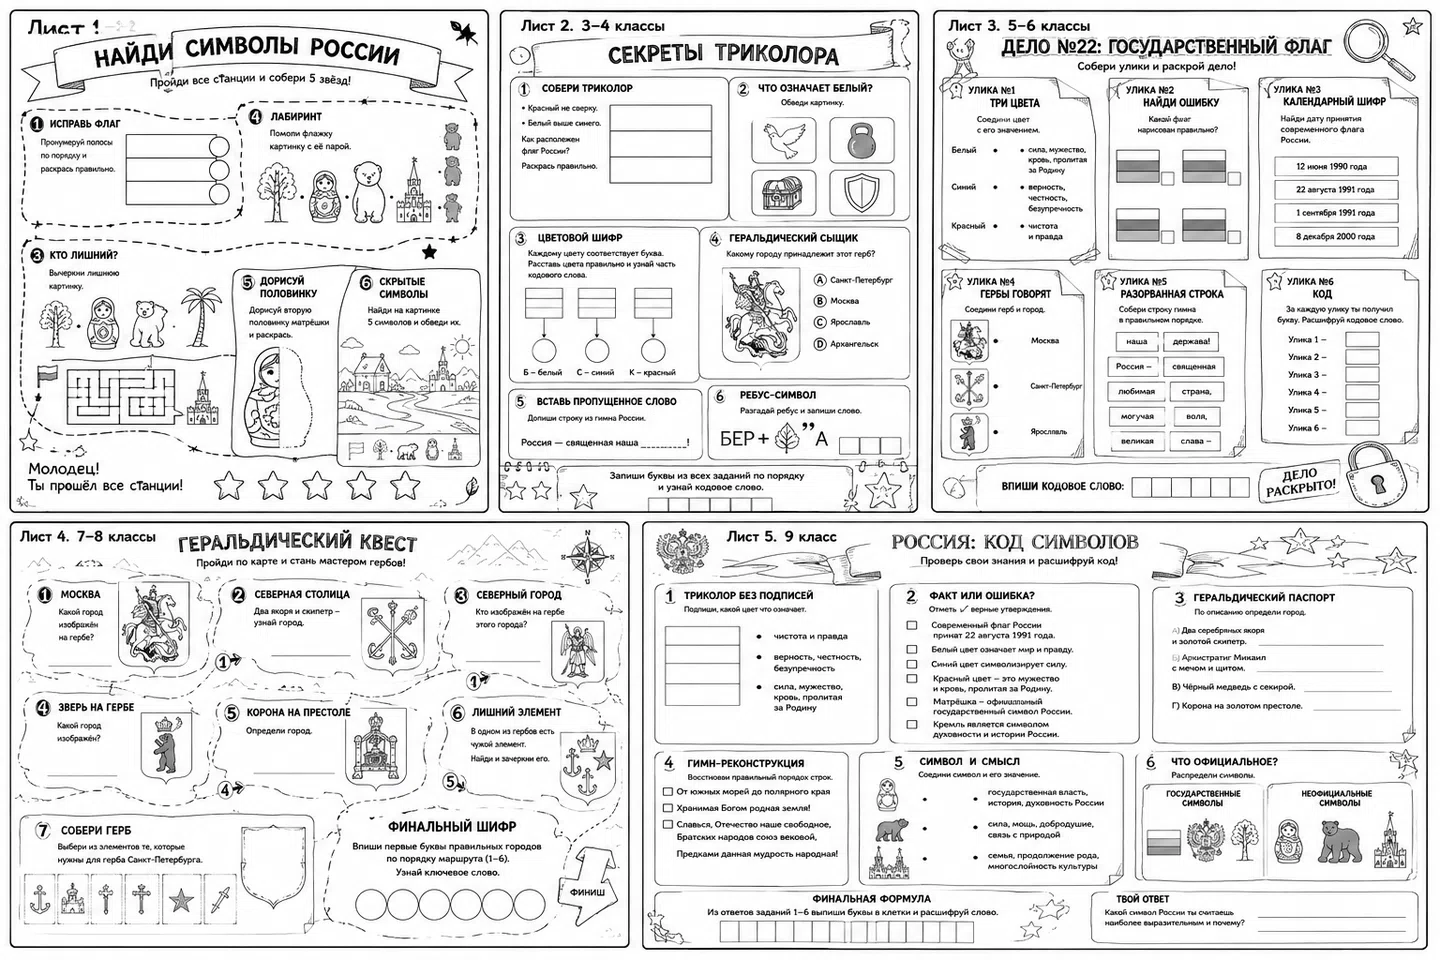 Лист 1
НАЙДИ СИМВОЛЫ РОССИИ
Пройди все станции и собери 5 звёзд!
1 ИСПРАВЬ ФЛАГ
Пронумеруй полосы
по порядку и
раскрась правильно.
4 ЛАБИРИНТ
Помоги флажку
картинку с её парой.
3 КТО ЛИШНИЙ?
Вычеркни лишнюю
картинку.
5 ДОРИСУЙ
ПОЛОВИНКУ
Дорисуй вторую
половинку матрёшки
и раскрась.
6 СКРЫТЫЕ
СИМВОЛЫ
Найди на картинке
5 символов и обведи их.
Молодец!
Ты прошёл все станции!
Лист 2. 3–4 классы
СЕКРЕТЫ ТРИКОЛОРА
1 СОБЕРИ ТРИКОЛОР
• Красный не сверху.
• Белый выше синего.
Как расположен
флаг России?
Раскрась правильно.
2 ЧТО ОЗНАЧАЕТ БЕЛЫЙ?
Обведи картинку.
3 ЦВЕТОВОЙ ШИФР
Каждому цвету соответствует буква.
Расставь цвета правильно и узнай часть
кодового слова.
Б – белый С – синий К – красный
4 ГЕРАЛЬДИЧЕСКИЙ СЫЩИК
Какому городу принадлежит этот герб?
A Санкт-Петербург
B Москва
C Ярославль
D Архангельск
5 ВСТАВЬ ПРОПУЩЕННОЕ СЛОВО
Допиши строку из гимна России.
Россия — священная наша ________!
6 РЕБУС–СИМВОЛ
Разгадай ребус и запиши слово.
БЕР + ,, А
Запиши буквы из всех заданий по порядку
и узнай кодовое слово.
Лист 3. 5–6 классы
ДЕЛО №22: ГОСУДАРСТВЕННЫЙ ФЛАГ
Собери улики и раскрой дело!
УЛИКА №1
ТРИ ЦВЕТА
Соедини цвет
с его значением.
Белый • • сила, мужество,
кровь, пролитая
за Родину
Синий • • верность,
честность,
безупречность
Красный • • чистота
и правда
УЛИКА №2
НАЙДИ ОШИБКУ
Какой флаг
нарисован правильно?
УЛИКА №3
КАЛЕНДАРНЫЙ ШИФР
Найди дату принятия
современного флага
России.
12 июня 1990 года
22 августа 1991 года
1 сентября 1991 года
8 декабря 2000 года
УЛИКА №4
ГЕРБЫ ГОВОРЯТ
Соедини герб и город.
Москва
Санкт-Петербург
Ярославль
УЛИКА №5
РАЗОРВАННАЯ СТРОКА
Собери строку гимна
в правильном порядке.
наша держава!
Россия – священная
любимая страна,
могучая воля,
великая слава –
УЛИКА №6
КОД
За каждую улику ты получил
букву. Расшифруй кодовое слово.
Улика 1 –
Улика 2 –
Улика 3 –
Улика 4 –
Улика 5 –
Улика 6 –
ВПИШИ КОДОВОЕ СЛОВО:
ДЕЛО
РАСКРЫТО!
Лист 4. 7–8 классы
ГЕРАЛЬДИЧЕСКИЙ КВЕСТ
Пройди по карте и стань мастером гербов!
1 МОСКВА
Какой город
изображён
на гербе?
2 СЕВЕРНАЯ СТОЛИЦА
Два якоря и скипетр –
узнай город.
1
3 СЕВЕРНЫЙ ГОРОД
Кто изображён на гербе
этого города?
1
4 ЗВЕРЬ НА ГЕРБЕ
Какой город
изображён?
5 КОРОНА НА ПРЕСТОЛЕ
Определи город.
4
6 ЛИШНИЙ ЭЛЕМЕНТ
В одном из гербов есть
чужой элемент.
Найди и зачеркни его.
5
7 СОБЕРИ ГЕРБ
Выбери из элементов те, которые
нужны для герба Санкт-Петербурга.
ФИНАЛЬНЫЙ ШИФР
Впиши первые буквы правильных городов
по порядку маршрута (1–6).
Узнай ключевое слово.
ФИНИШ
Лист 5. 9 класс
РОССИЯ: КОД СИМВОЛОВ
Проверь свои знания и расшифруй код!
1 ТРИКОЛОР БЕЗ ПОДПИСЕЙ
Подпиши, какой цвет что означает.
• чистота и правда
• верность, честность,
безупречность
• сила, мужество,
кровь, пролитая
за Родину
2 ФАКТ ИЛИ ОШИБКА?
Отметь ✓ верные утверждения.
Современный флаг России
принат 22 августа 1991 года.
Белый цвет означает мир и правду.
Синий цвет символизирует силу.
Красный цвет – это мужество
и кровь, пролитая за Родину.
Матрёшка – официальный
государственный символ России.
Кремль является символом
духовности и истории России.
3 ГЕРАЛЬДИЧЕСКИЙ ПАСПОРТ
По описанию определи город.
А) Два серебряных якоря
и золотой скипетр.
Б) Аркистратиг Михаил
с мечом и щитом.
В) Чёрный медведь с секирой.
Г) Корона на золотом престоле.
4 ГИМН-РЕКОНСТРУКЦИЯ
Восстнови правильный порядок строк.
От южных морей до полярного края
Хранимая Богом родная земля!
Славься, Отечество наше свободное,
Братских народов союз вековой,
Предками данная мудрость народная!
5 СИМВОЛ И СМЫСЛ
Соедини символ и его значение.
государственная власть,
история, духовность России
сила, мощь, добродушие,
связь с природой
семья, продолжение рода,
многослойность культуры
6 ЧТО ОФИЦИАЛЬНОЕ?
Распредели символы.
ГОСУДАРСТВЕННЫЕ
СИМВОЛЫ
НЕОФИЦИАЛЬНЫЕ
СИМВОЛЫ
ФИНАЛЬНАЯ ФОРМУЛА
Из ответов заданий 1–6 выпиши буквы в клетки и расшифруй слово.
ТВОЙ ОТВЕТ
Какой символ России ты считаешь
наиболее выразительным и почему?